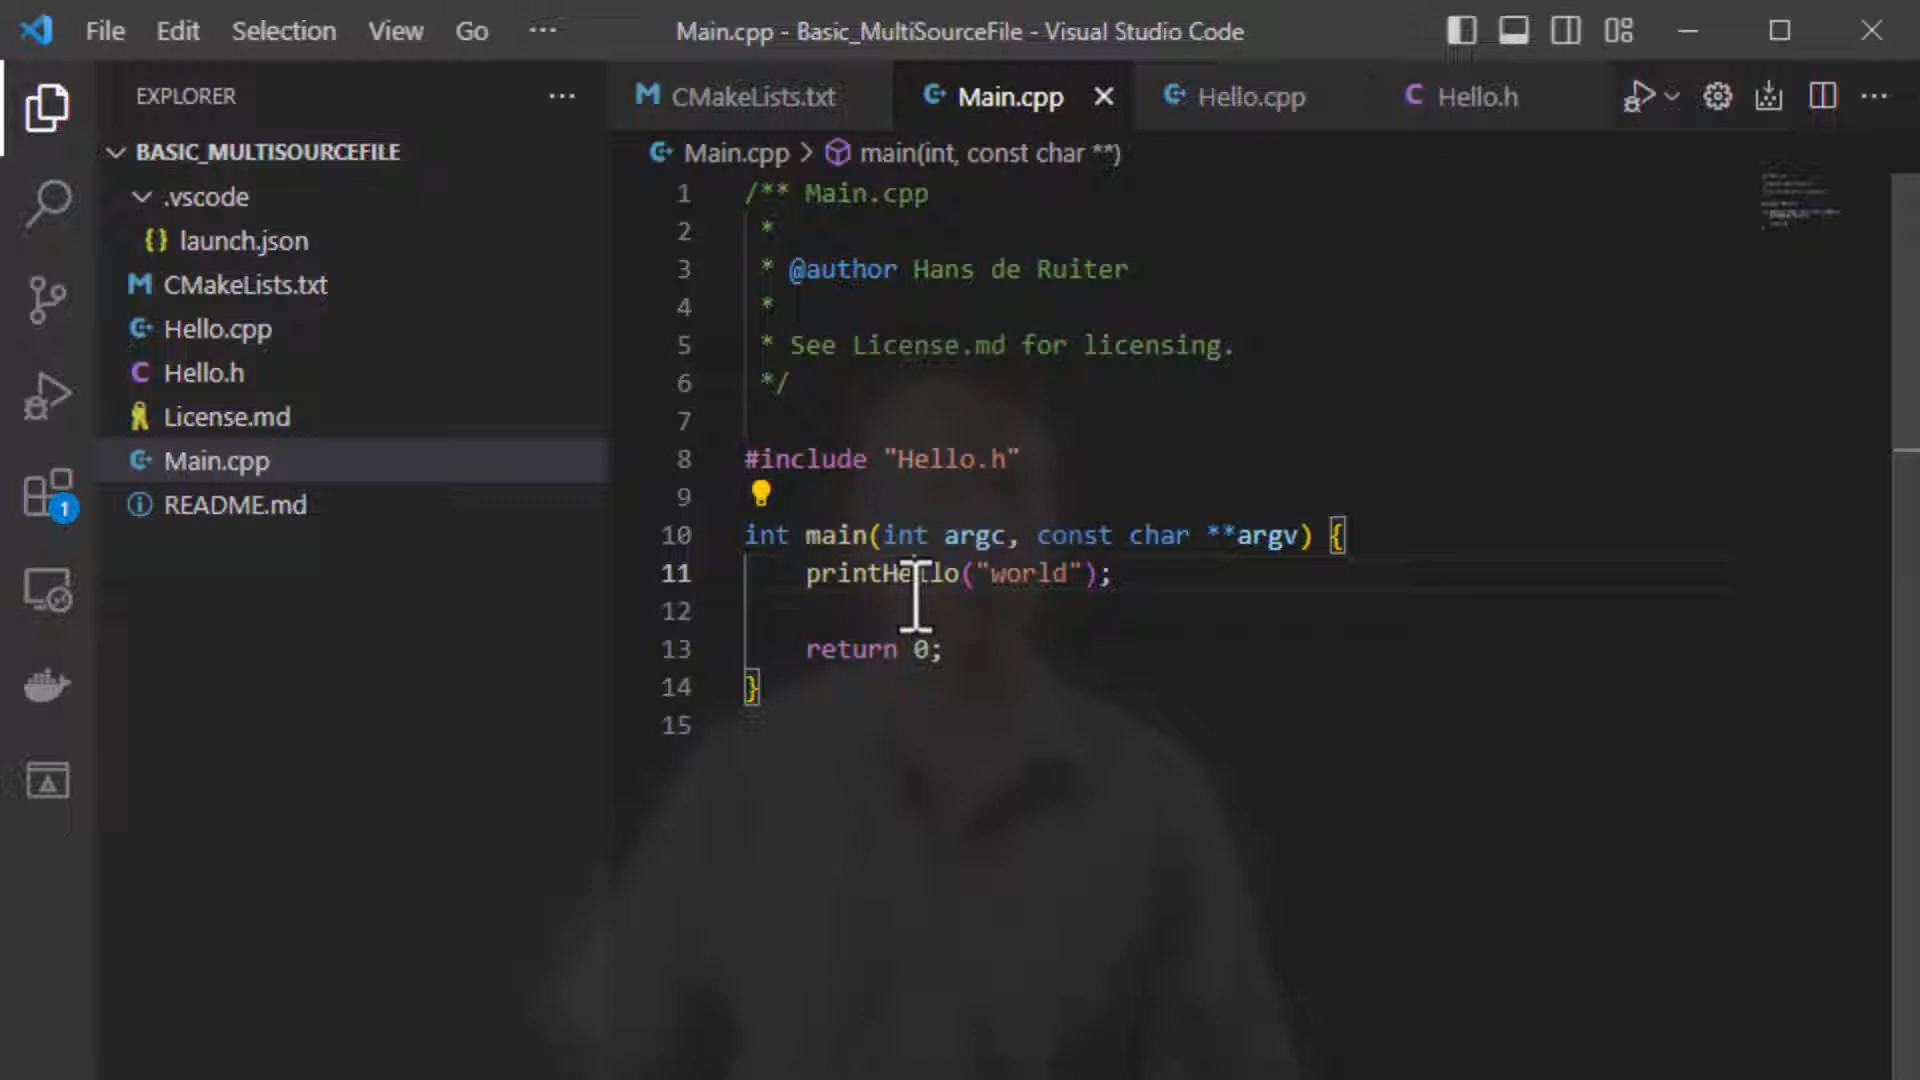 File Edit Selection View Go ··· Main.cpp - Basic_MultiSourceFile - Visual Studio Code
EXPLORER ···
BASIC_MULTISOURCEFILE
.vscode
{} launch.json
CMakeLists.txt
Hello.cpp
Hello.h
License.md
Main.cpp
README.md
1
CMakeLists.txt Main.cpp Hello.cpp Hello.h
Main.cpp > main(int, const char **)
1 /** Main.cpp
2 *
3 * @author Hans de Ruiter
4 *
5 * See License.md for licensing.
6 */
7
8 #include "Hello.h"
9
10 int main(int argc, const char **argv) {
11 printHello("world");
12
13 return 0;
14 }
15